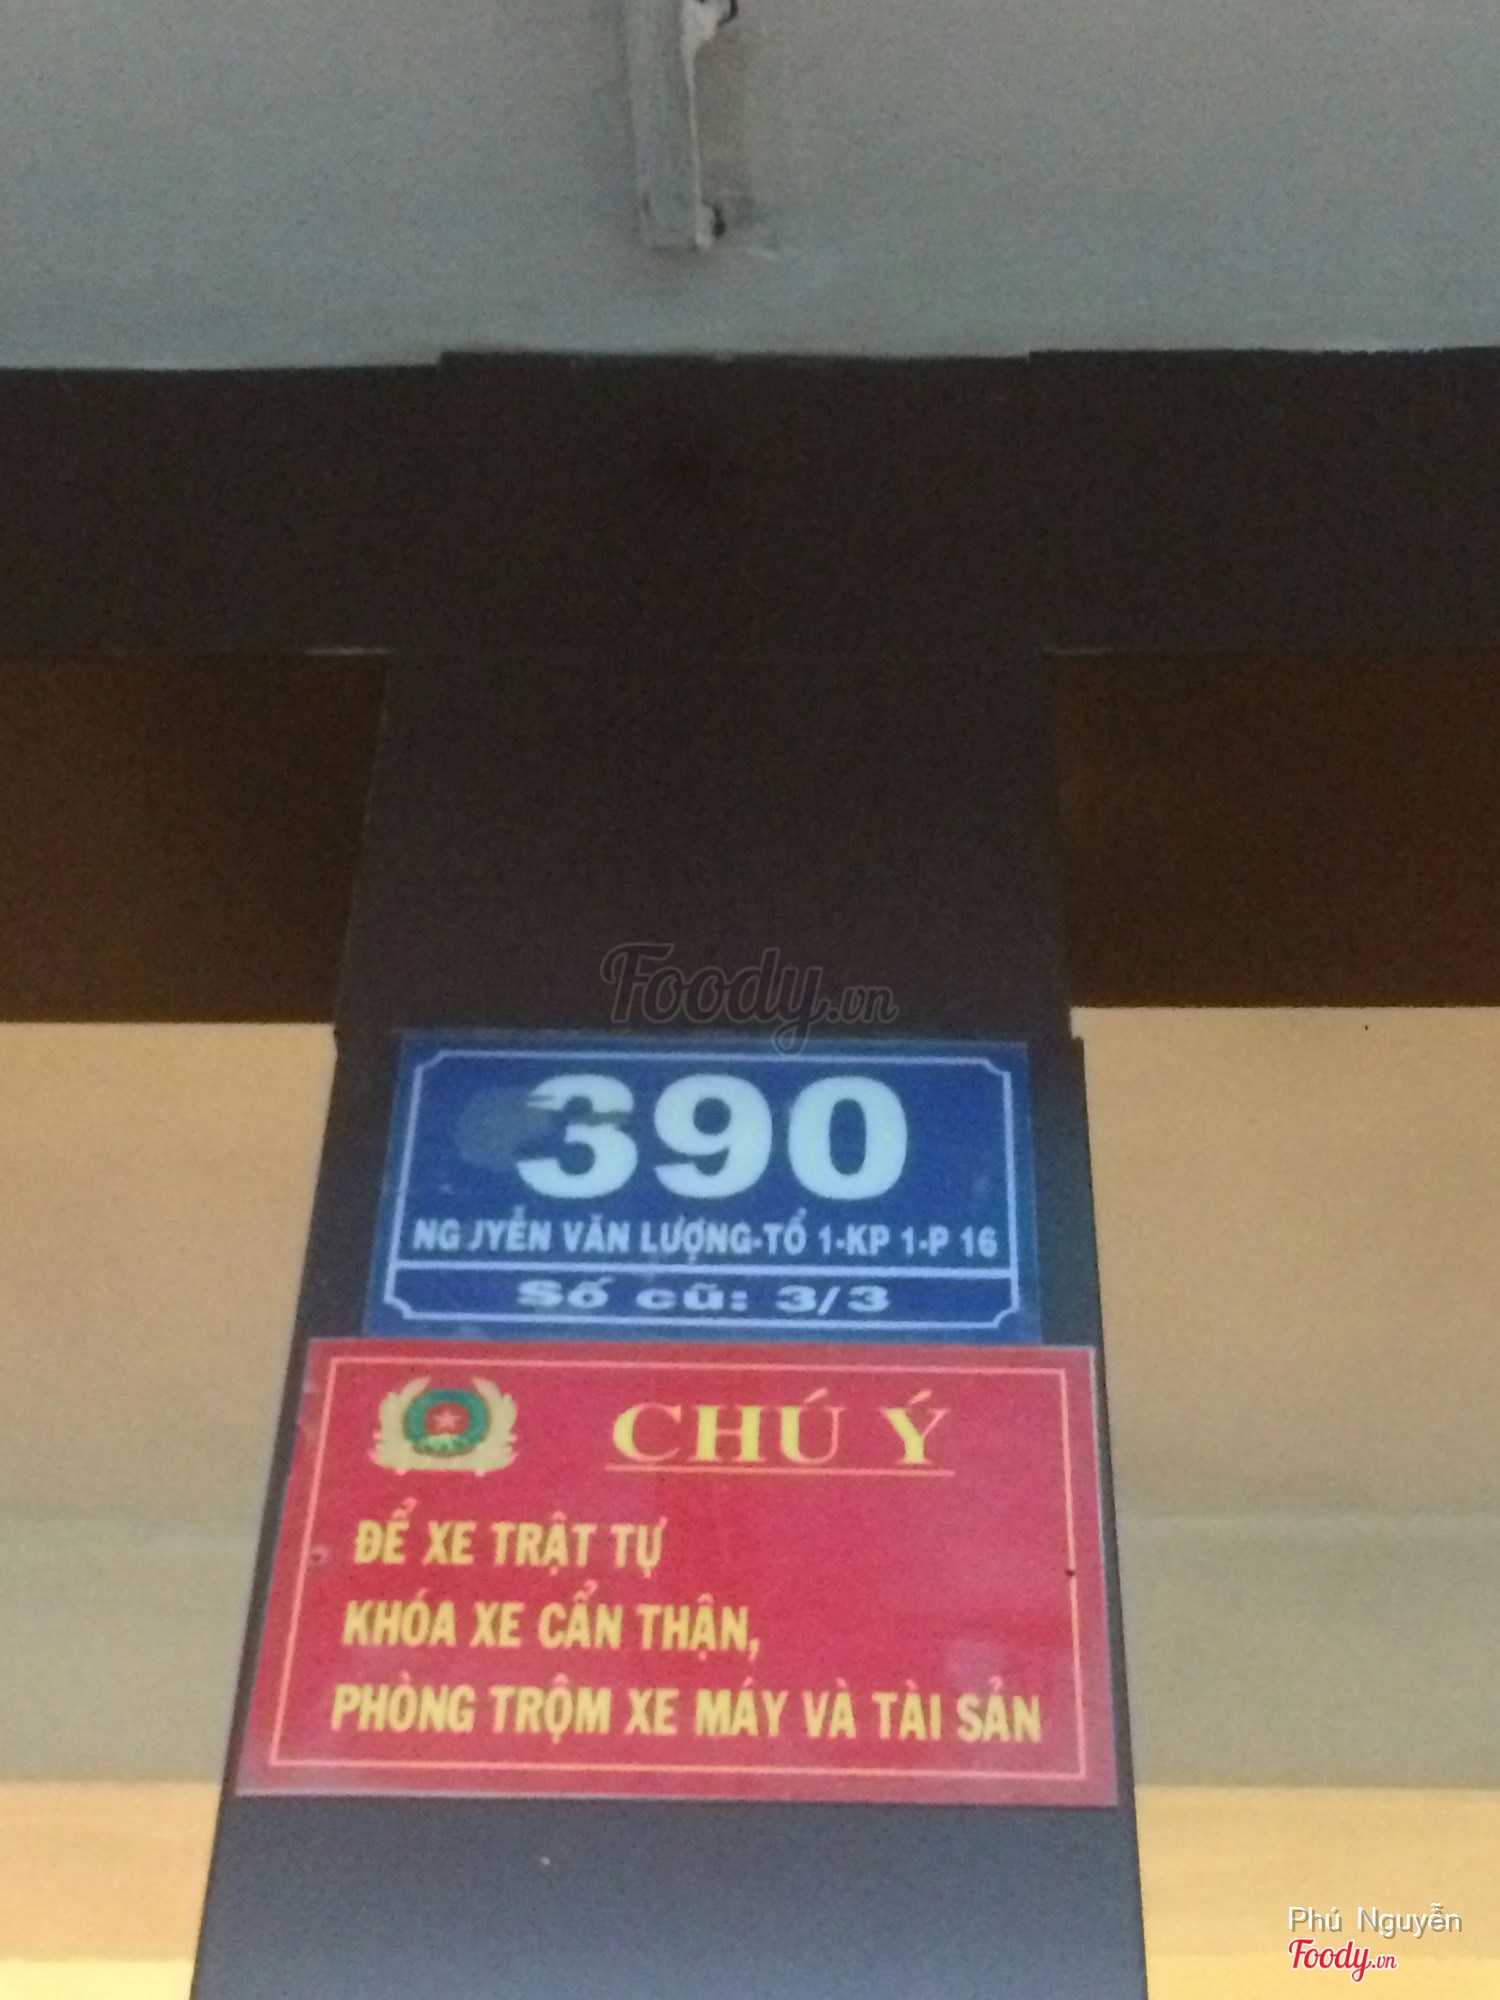 Foody.vn
390
NGUYỄN VĂN LƯỢNG-TỔ 1-KP 1-P 16
Số cũ: 3/3
CHÚ Ý
ĐỂ XE TRẬT TỰ
KHÓA XE CẨN THẬN,
PHÒNG TRỘM XE MÁY VÀ TÀI SẢN
Phú Nguyễn
Foody.vn